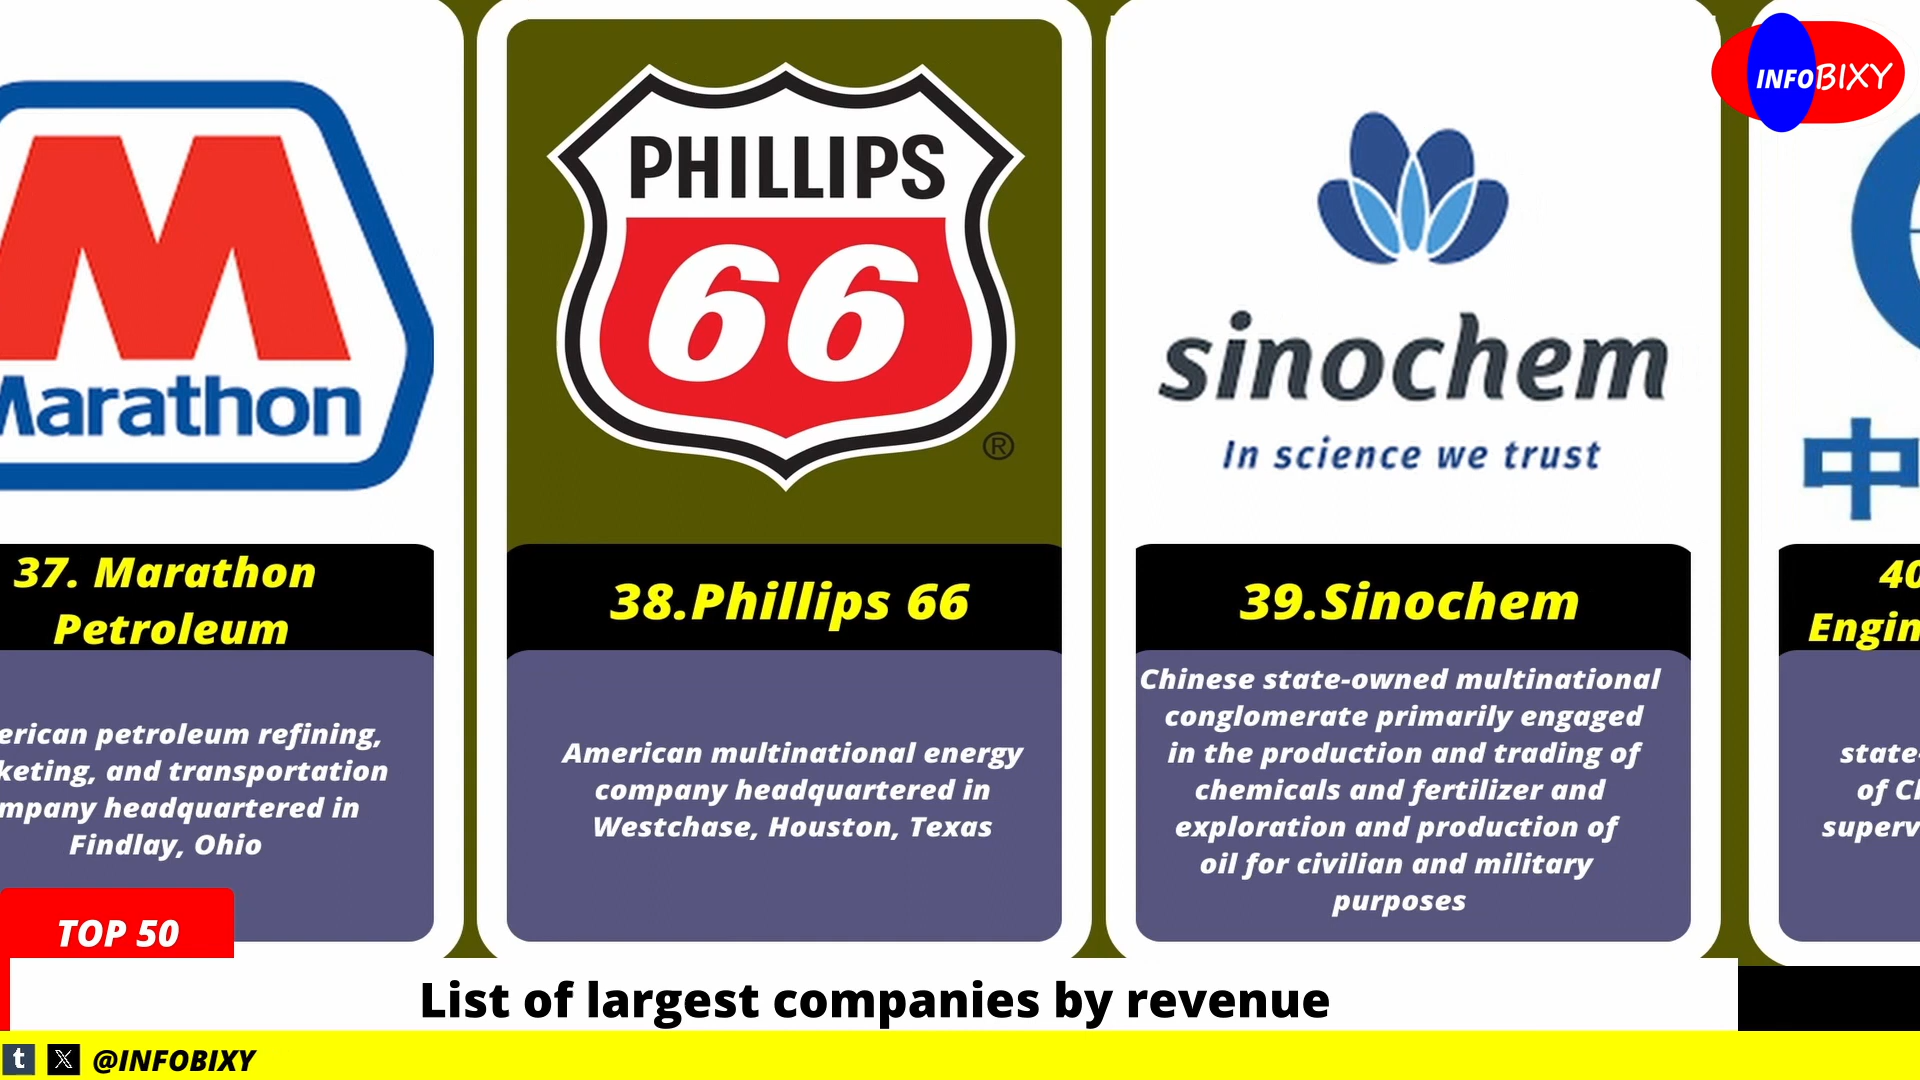 INFOBIXY
Marathon
PHILLIPS
66
®
sinochem
In science we trust
中
37. Marathon
Petroleum
38.Phillips 66
39.Sinochem
40
Engin
erican petroleum refining,
keting, and transportation
mpany headquartered in
Findlay, Ohio
American multinational energy
company headquartered in
Westchase, Houston, Texas
Chinese state-owned multinational
conglomerate primarily engaged
in the production and trading of
chemicals and fertilizer and
exploration and production of
oil for civilian and military
purposes
state-
of C
superv
TOP 50
List of largest companies by revenue
t X @INFOBIXY